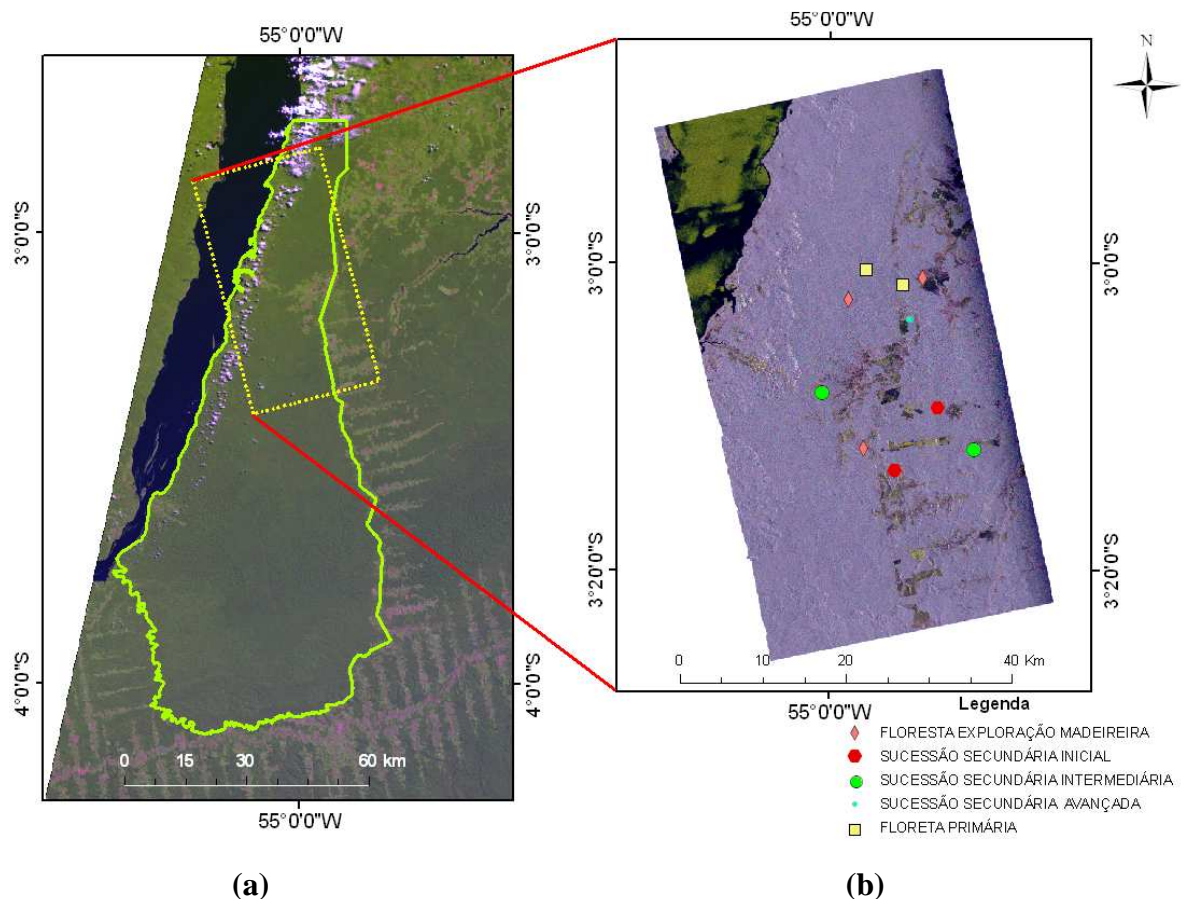 55°0'0"W
55°0'0"W
N
3°0'0"S
3°0'0"S
3°0'0"S
3°0'0"S
3°20'0"S
3°20'0"S
4°0'0"S
4°0'0"S
0 15 30 60 km
0 10 20 40 Km
55°0'0"W
55°0'0"W
Legenda
FLORESTA EXPLORAÇÃO MADEIREIRA
SUCESSÃO SECUNDÁRIA INICIAL
SUCESSÃO SECUNDÁRIA INTERMEDIÁRIA
SUCESSÃO SECUNDÁRIA AVANÇADA
FLORETA PRIMÁRIA
(a)
(b)